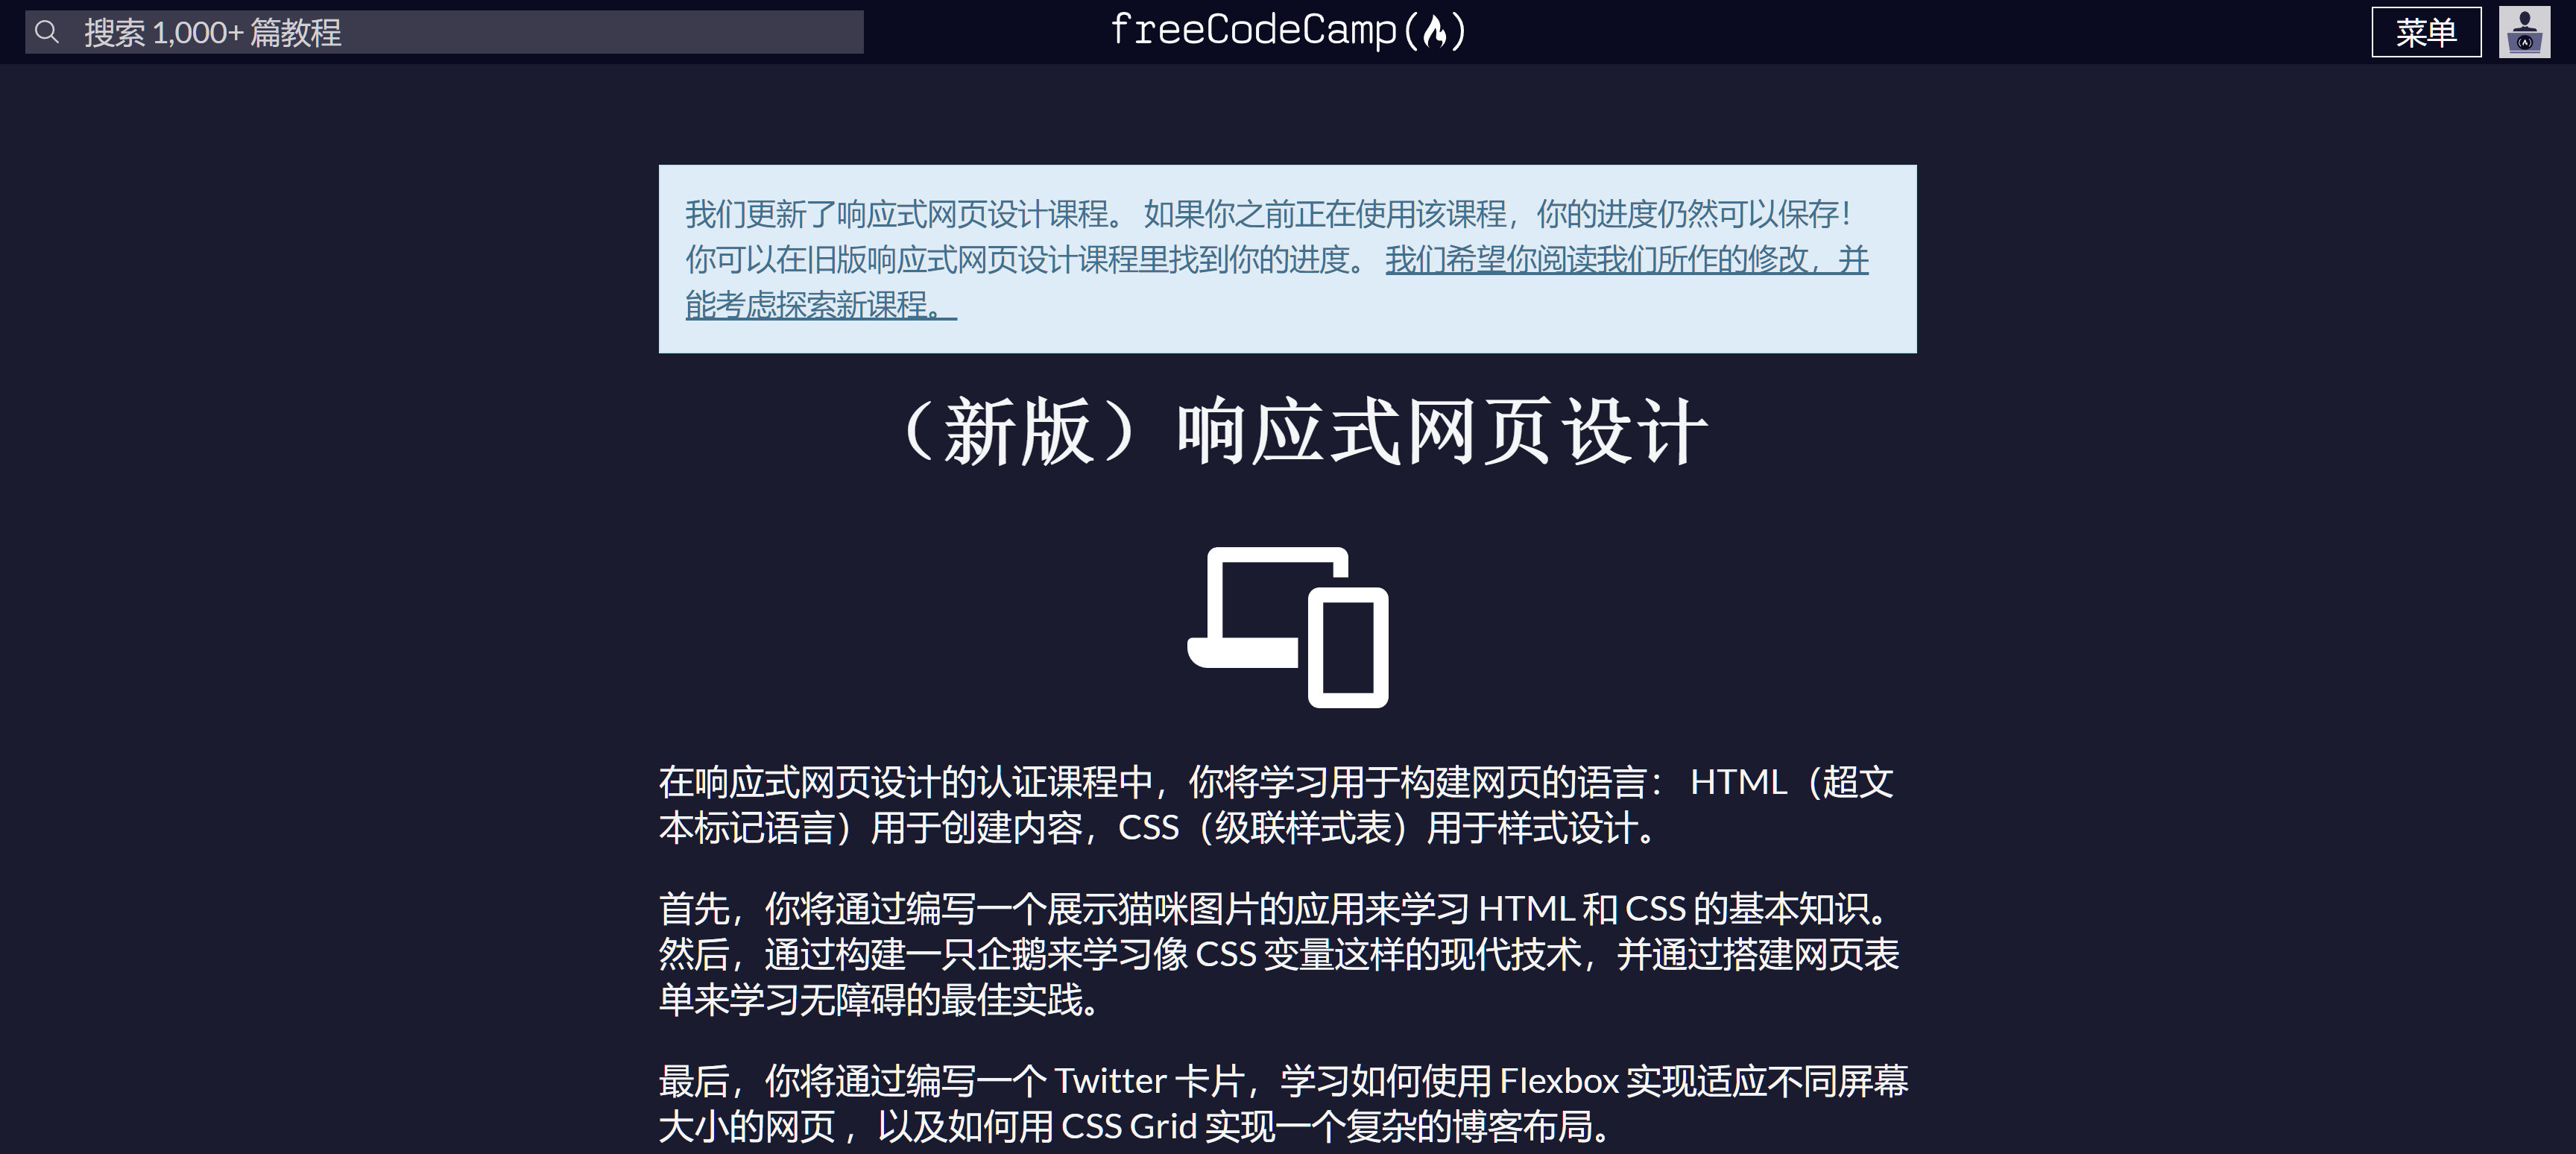 搜索 1,000+ 篇教程
freeCodeCamp(🔥)
菜单
我们更新了响应式网页设计课程。 如果你之前正在使用该课程，你的进度仍然可以保存！
你可以在旧版响应式网页设计课程里找到你的进度。 我们希望你阅读我们所作的修改，并
能考虑探索新课程。
（新版）响应式网页设计
在响应式网页设计的认证课程中，你将学习用于构建网页的语言： HTML（超文
本标记语言）用于创建内容，CSS（级联样式表）用于样式设计。
首先，你将通过编写一个展示猫咪图片的应用来学习 HTML 和 CSS 的基本知识。
然后，通过构建一只企鹅来学习像 CSS 变量这样的现代技术，并通过搭建网页表
单来学习无障碍的最佳实践。
最后，你将通过编写一个 Twitter 卡片，学习如何使用 Flexbox 实现适应不同屏幕
大小的网页 ，以及如何用 CSS Grid 实现一个复杂的博客布局。